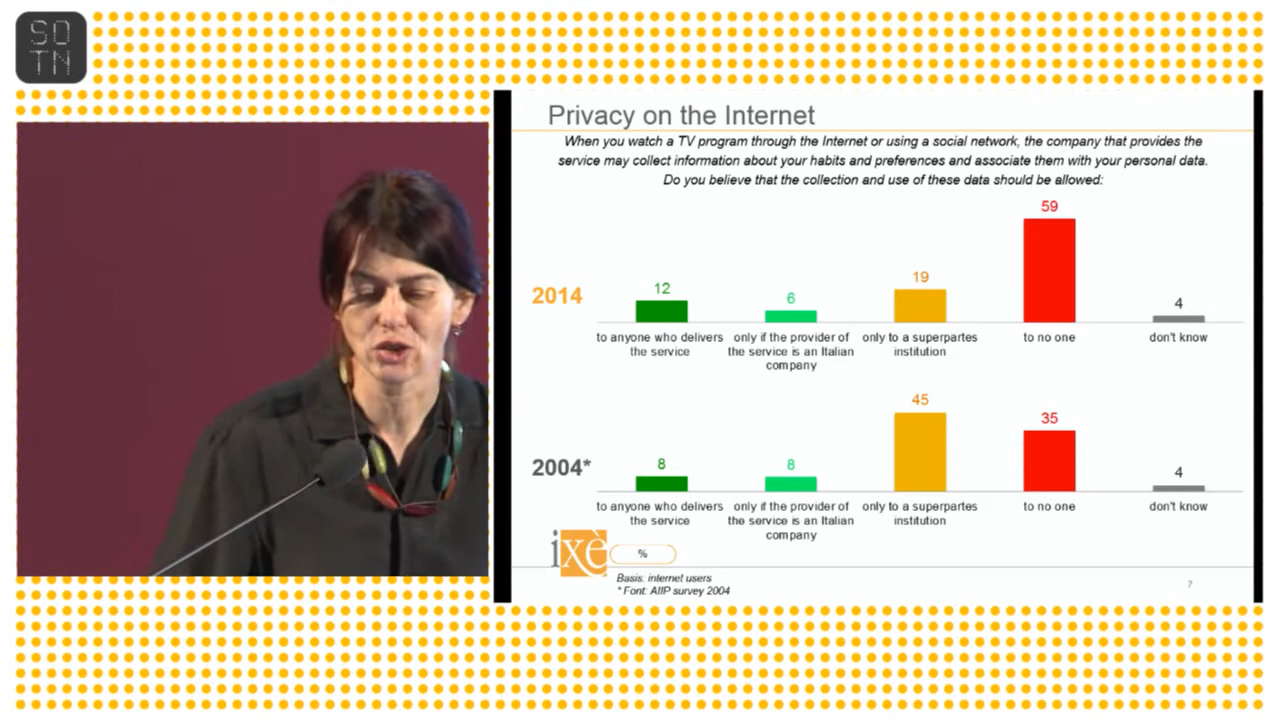 SD
TN
Privacy on the Internet
When you watch a TV program through the Internet or using a social network, the company that provides the
service may collect information about your habits and preferences and associate them with your personal data.
Do you believe that the collection and use of these data should be allowed:
2014
12
6
19
59
4
to anyone who delivers
the service
only if the provider of
the service is an Italian
company
only to a superpartes
institution
to no one
don't know
2004*
8
8
45
35
4
to anyone who delivers
the service
only if the provider of
the service is an Italian
company
only to a superpartes
institution
to no one
don't know
ixè
%
Basis: internet users
* Font: AIIP survey 2004
7